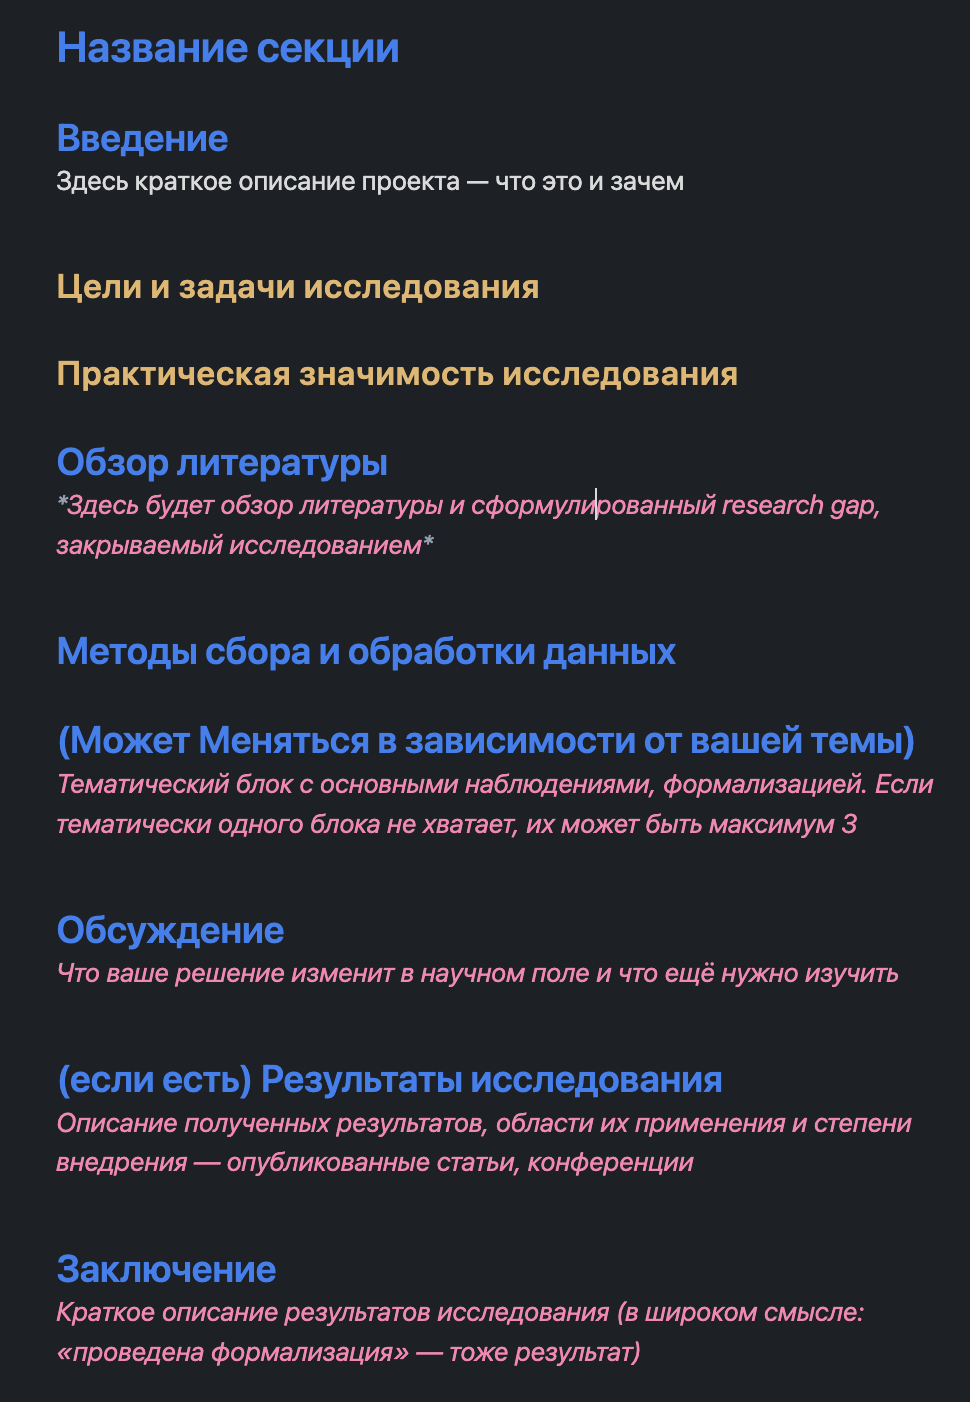 Название секции
Введение
Здесь краткое описание проекта — что это и зачем
Цели и задачи исследования
Практическая значимость исследования
Обзор литературы
*Здесь будет обзор литературы и сформулированный research gap,
закрываемый исследованием*
Методы сбора и обработки данных
(Может Меняться в зависимости от вашей темы)
Тематический блок с основными наблюдениями, формализацией. Если
тематически одного блока не хватает, их может быть максимум 3
Обсуждение
Что ваше решение изменит в научном поле и что ещё нужно изучить
(если есть) Результаты исследования
Описание полученных результатов, области их применения и степени
внедрения — опубликованные статьи, конференции
Заключение
Краткое описание результатов исследования (в широком смысле:
«проведена формализация» — тоже результат)